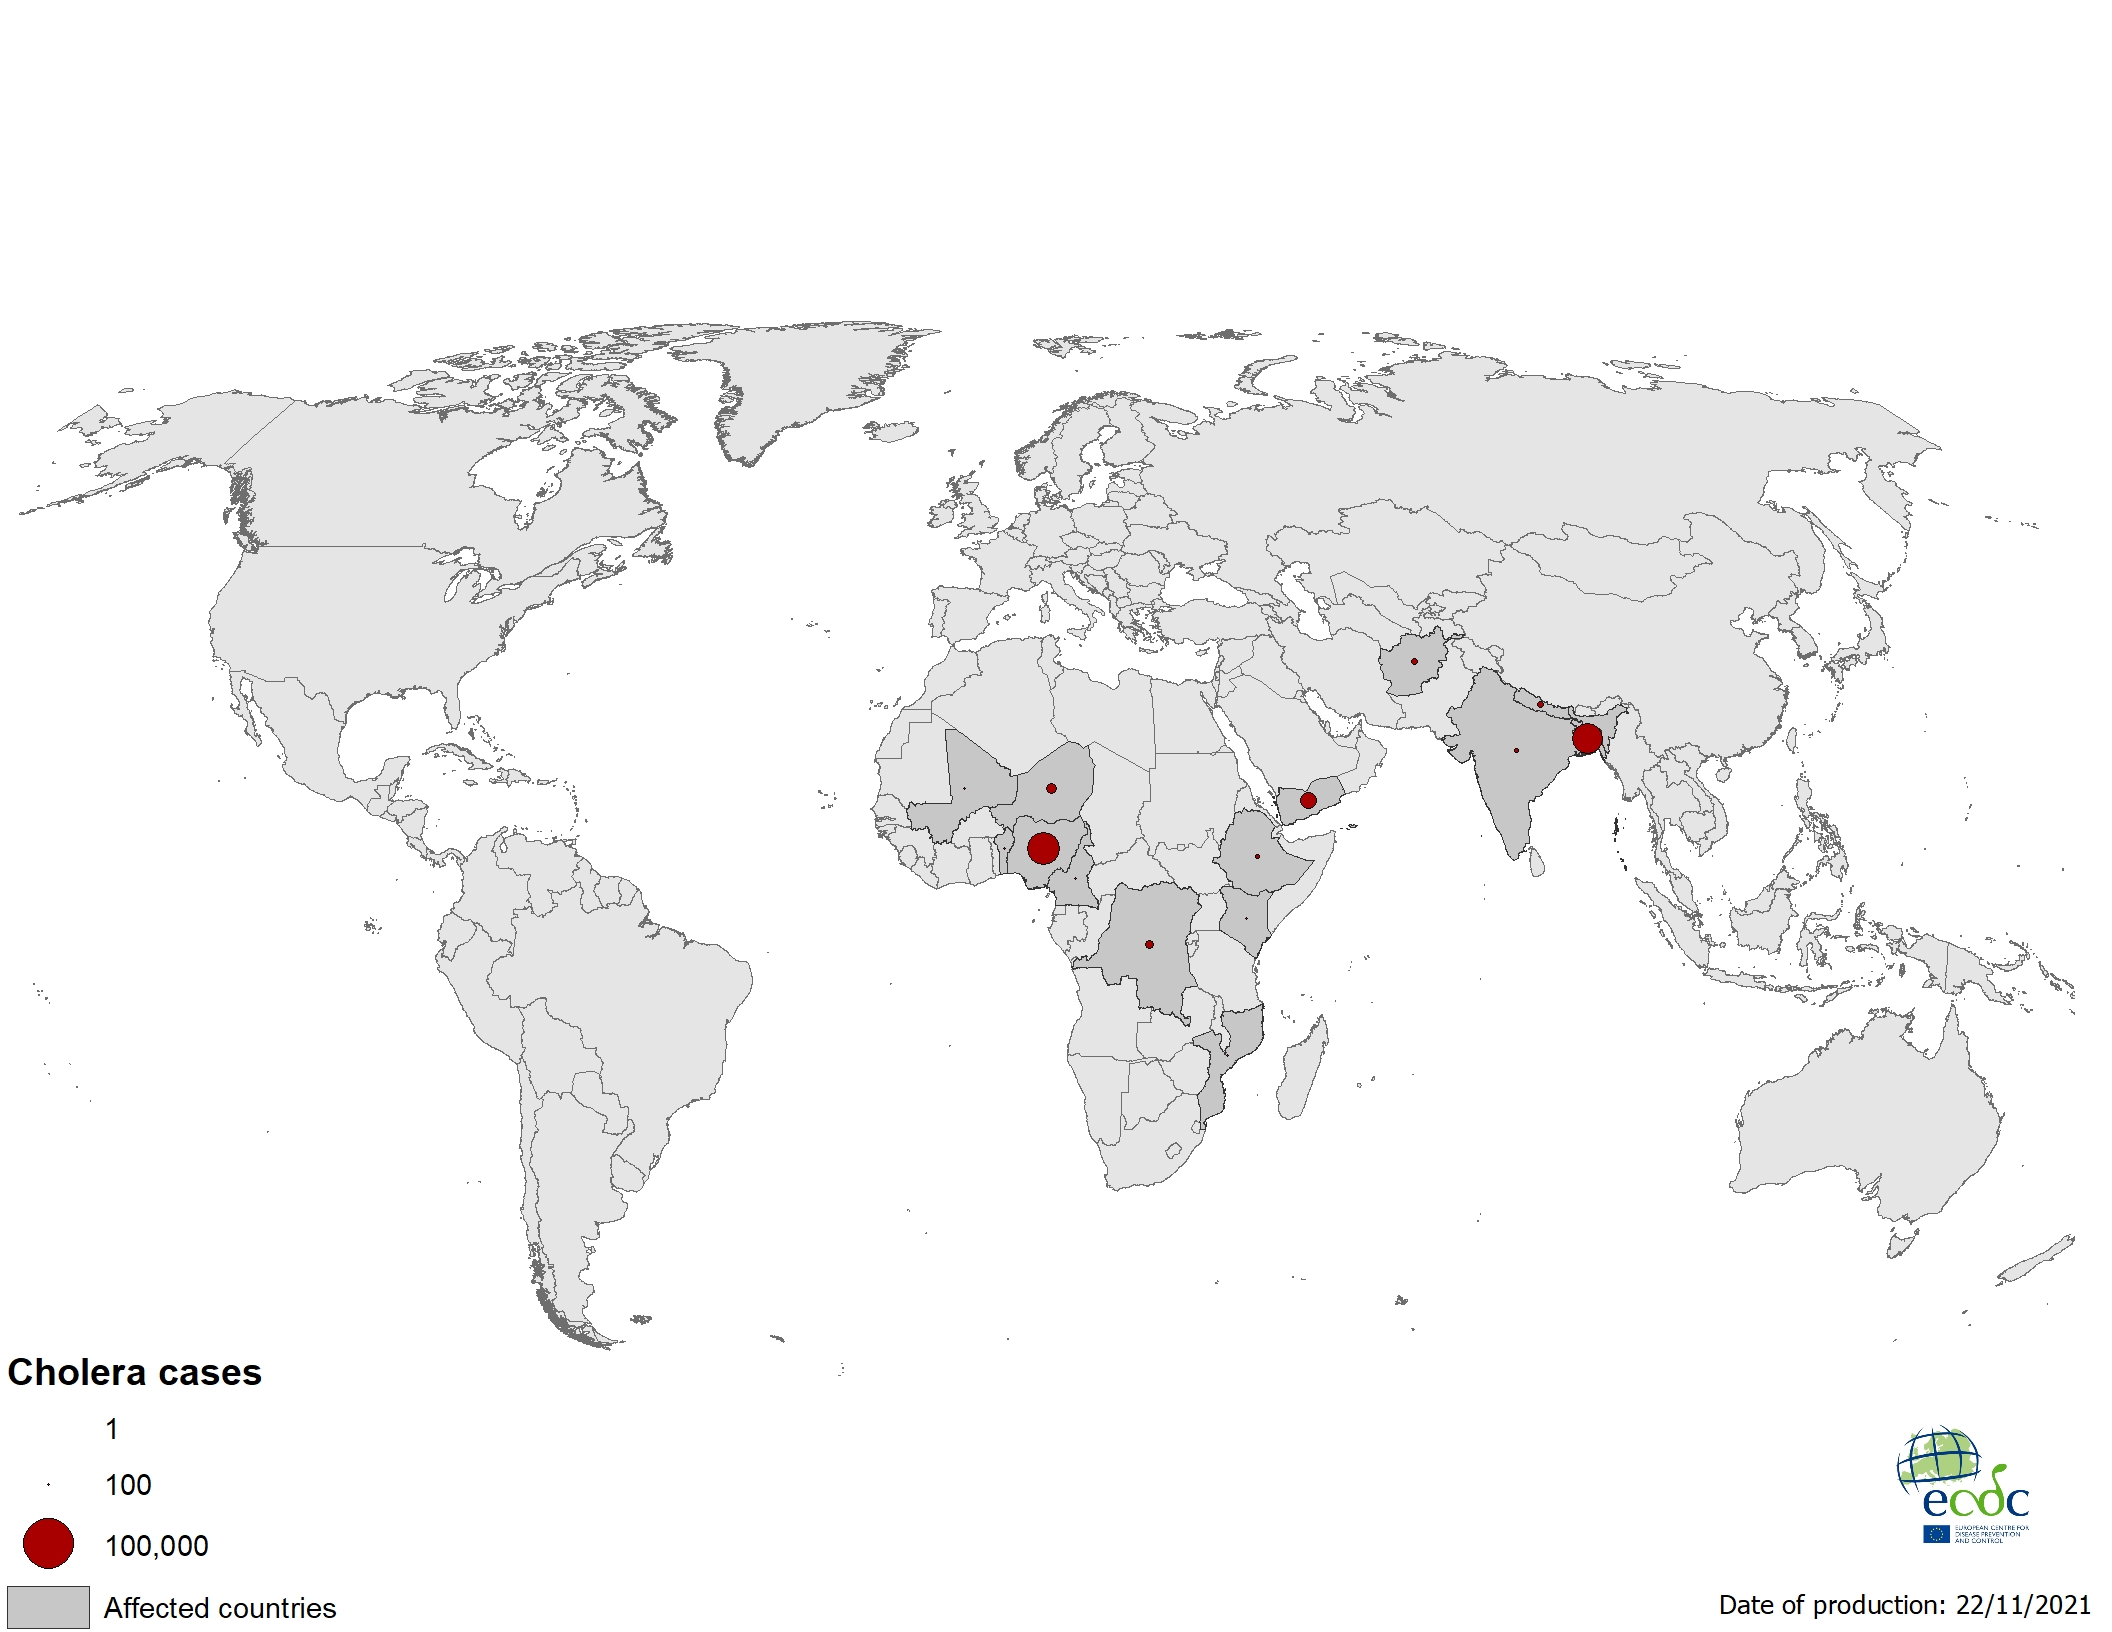 Cholera cases
1
100
100,000
Affected countries
ecdc
EUROPEAN CENTRE FOR
DISEASE PREVENTION
AND CONTROL
Date of production: 22/11/2021